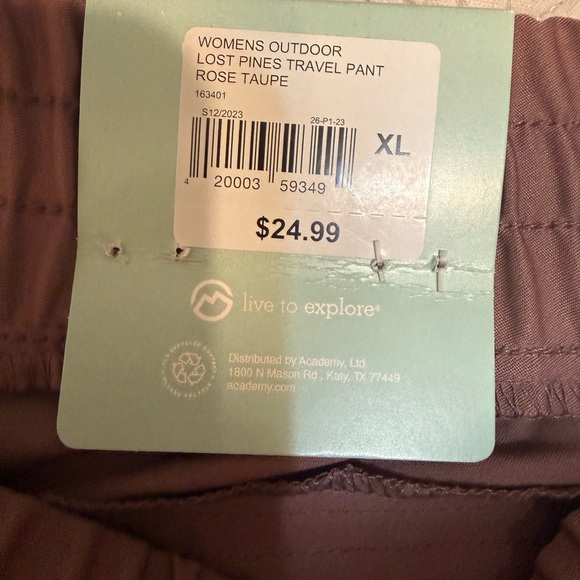 WOMENS OUTDOOR
LOST PINES TRAVEL PANT
ROSE TAUPE
163401
S12/2023 26-P1-23
XL
4 20003 59349
$24.99
live to explore®
Distributed by Academy, Ltd
1800 N Mason Rd., Katy, TX 77449
academy.com